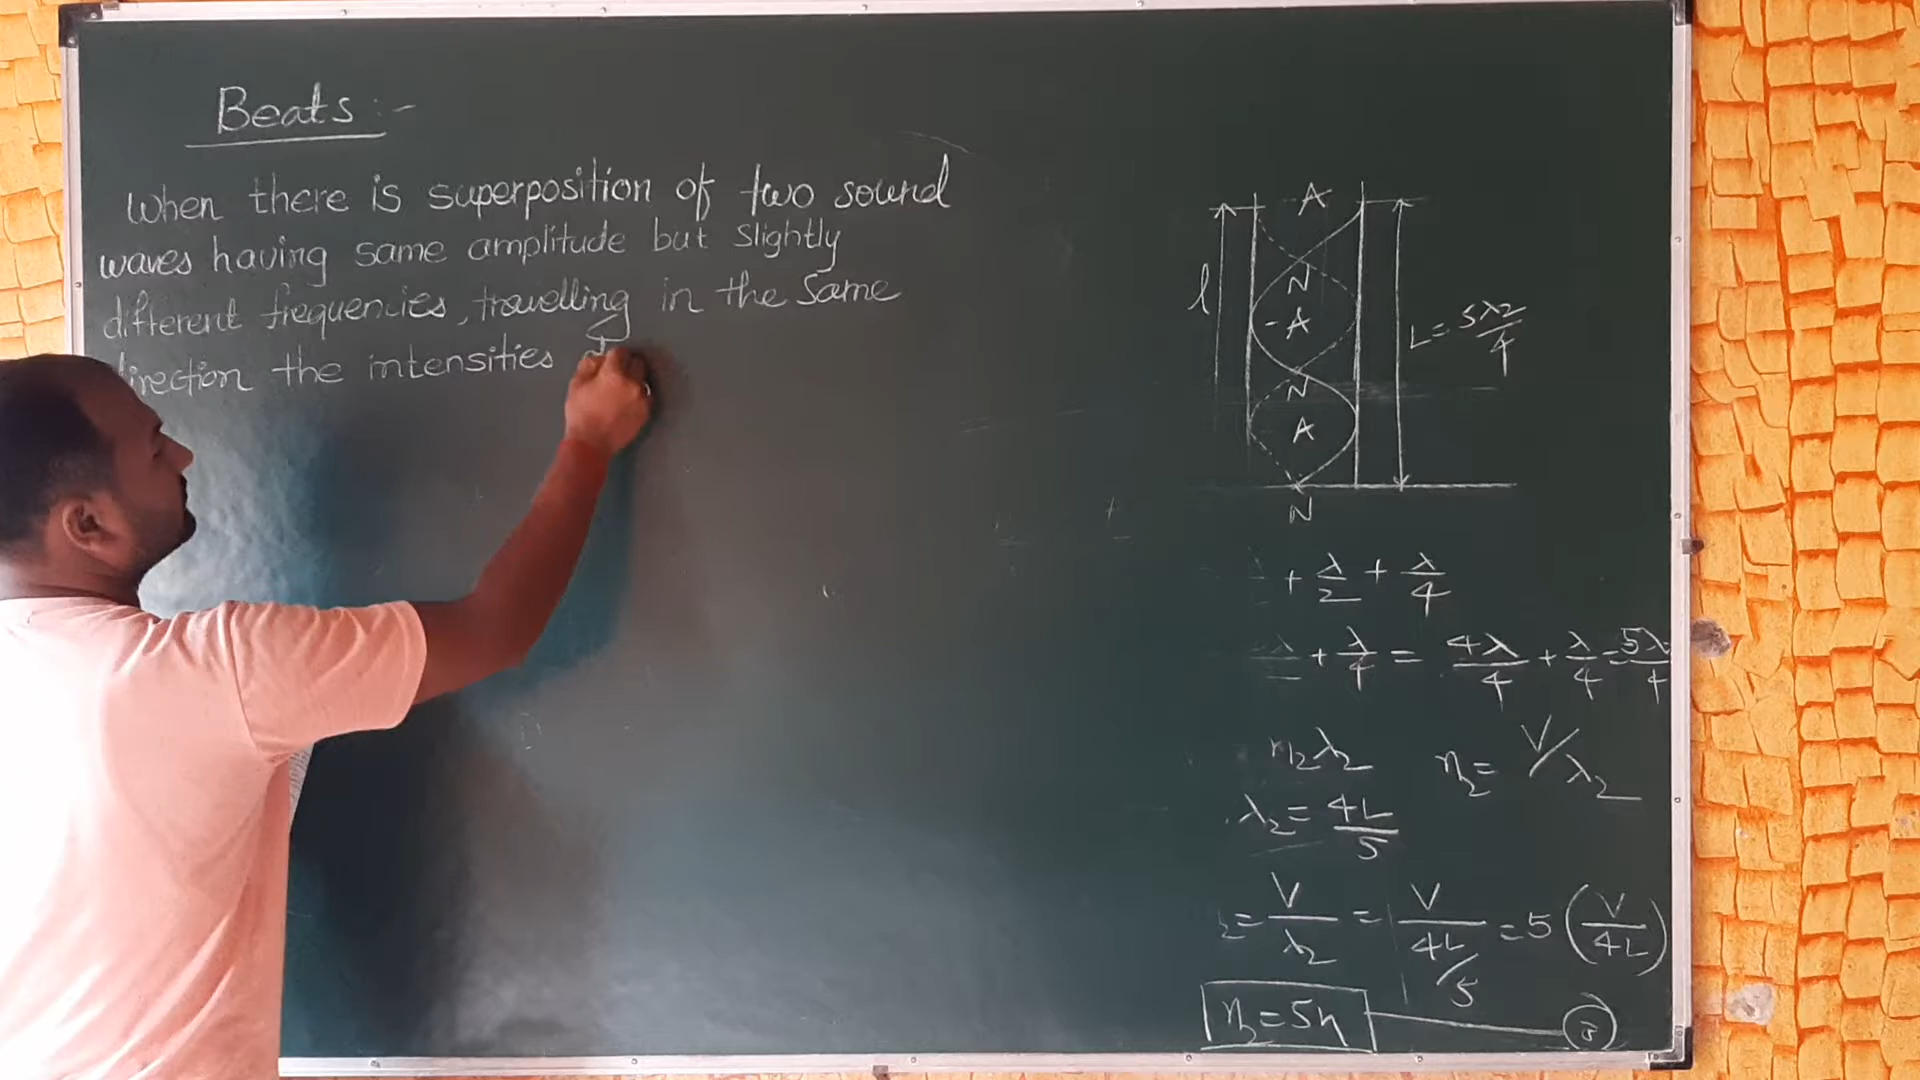 Beats :-
When there is superposition of two sound
waves having same amplitude but slightly
different frequencies, travelling in the same
direction the intensities
A
N
l
-A
L = 5λ2/4
N
A
N
+ λ/2 + λ/4
+ λ/4 = 4λ/4 + λ/4 = 5λ/4
n2λ2 n2 = V/λ2
λ2 = 4L/5
2 = V/λ2 = V/4L/5 = 5 (V/4L)
n2 = 5n